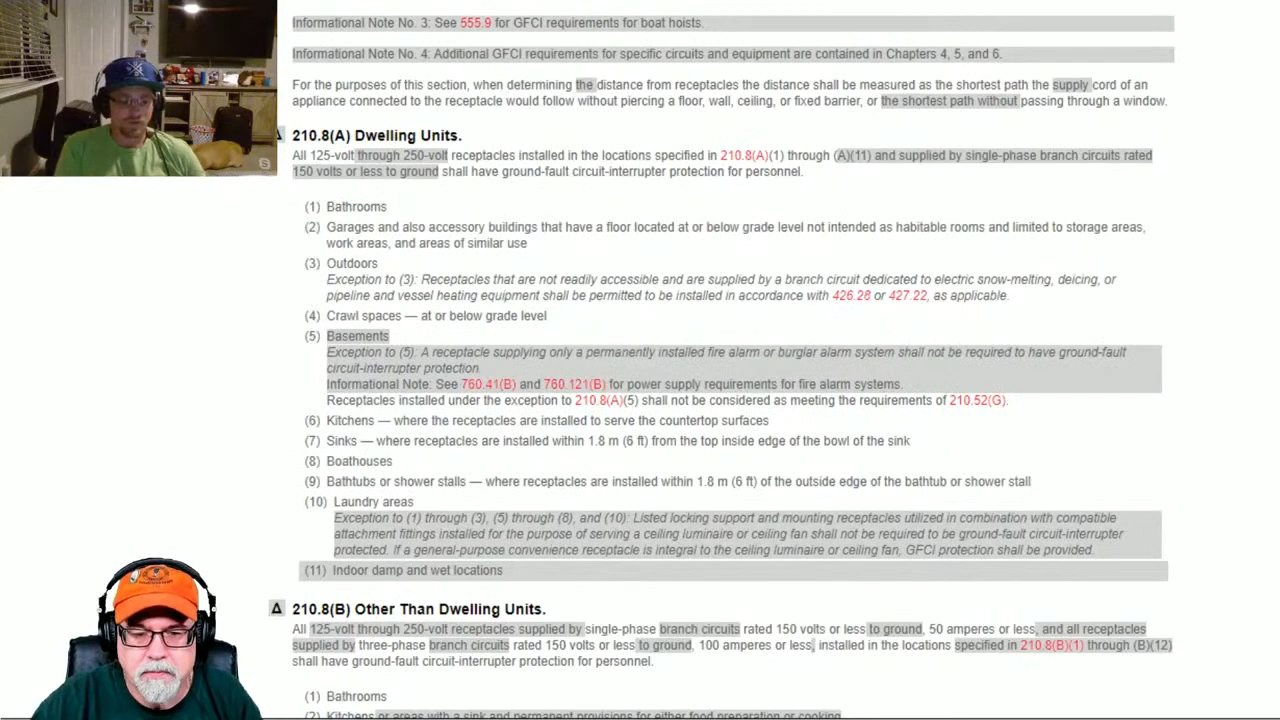 Informational Note No. 3: See 555.9 for GFCI requirements for boat hoists.
Informational Note No. 4: Additional GFCI requirements for specific circuits and equipment are contained in Chapters 4, 5, and 6.
For the purposes of this section, when determining the distance from receptacles the distance shall be measured as the shortest path the supply cord of an
appliance connected to the receptacle would follow without piercing a floor, wall, ceiling, or fixed barrier, or the shortest path without passing through a window.
Δ 210.8(A) Dwelling Units.
All 125-volt through 250-volt receptacles installed in the locations specified in 210.8(A)(1) through (A)(11) and supplied by single-phase branch circuits rated
150 volts or less to ground shall have ground-fault circuit-interrupter protection for personnel.
(1) Bathrooms
(2) Garages and also accessory buildings that have a floor located at or below grade level not intended as habitable rooms and limited to storage areas,
work areas, and areas of similar use
(3) Outdoors
Exception to (3): Receptacles that are not readily accessible and are supplied by a branch circuit dedicated to electric snow-melting, deicing, or
pipeline and vessel heating equipment shall be permitted to be installed in accordance with 426.28 or 427.22, as applicable.
(4) Crawl spaces — at or below grade level
(5) Basements
Exception to (5): A receptacle supplying only a permanently installed fire alarm or burglar alarm system shall not be required to have ground-fault
circuit-interrupter protection.
Informational Note: See 760.41(B) and 760.121(B) for power supply requirements for fire alarm systems.
Receptacles installed under the exception to 210.8(A)(5) shall not be considered as meeting the requirements of 210.52(G).
(6) Kitchens — where the receptacles are installed to serve the countertop surfaces
(7) Sinks — where receptacles are installed within 1.8 m (6 ft) from the top inside edge of the bowl of the sink
(8) Boathouses
(9) Bathtubs or shower stalls — where receptacles are installed within 1.8 m (6 ft) of the outside edge of the bathtub or shower stall
(10) Laundry areas
Exception to (1) through (3), (5) through (8), and (10): Listed locking support and mounting receptacles utilized in combination with compatible
attachment fittings installed for the purpose of serving a ceiling luminaire or ceiling fan shall not be required to be ground-fault circuit-interrupter
protected. If a general-purpose convenience receptacle is integral to the ceiling luminaire or ceiling fan, GFCI protection shall be provided.
(11) Indoor damp and wet locations
Δ 210.8(B) Other Than Dwelling Units.
All 125-volt through 250-volt receptacles supplied by single-phase branch circuits rated 150 volts or less to ground, 50 amperes or less, and all receptacles
supplied by three-phase branch circuits rated 150 volts or less to ground, 100 amperes or less, installed in the locations specified in 210.8(B)(1) through (B)(12)
shall have ground-fault circuit-interrupter protection for personnel.
(1) Bathrooms
(2) Kitchens or areas with a sink and permanent provisions for either food preparation or cooking